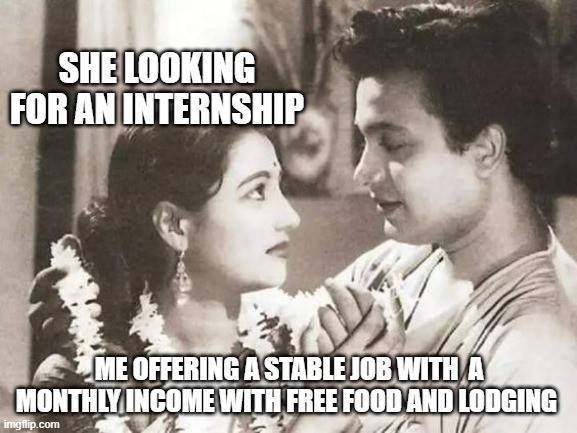 SHE LOOKING
FOR AN INTERNSHIP
ME OFFERING A STABLE JOB WITH A
MONTHLY INCOME WITH FREE FOOD AND LODGING
imgflip.com